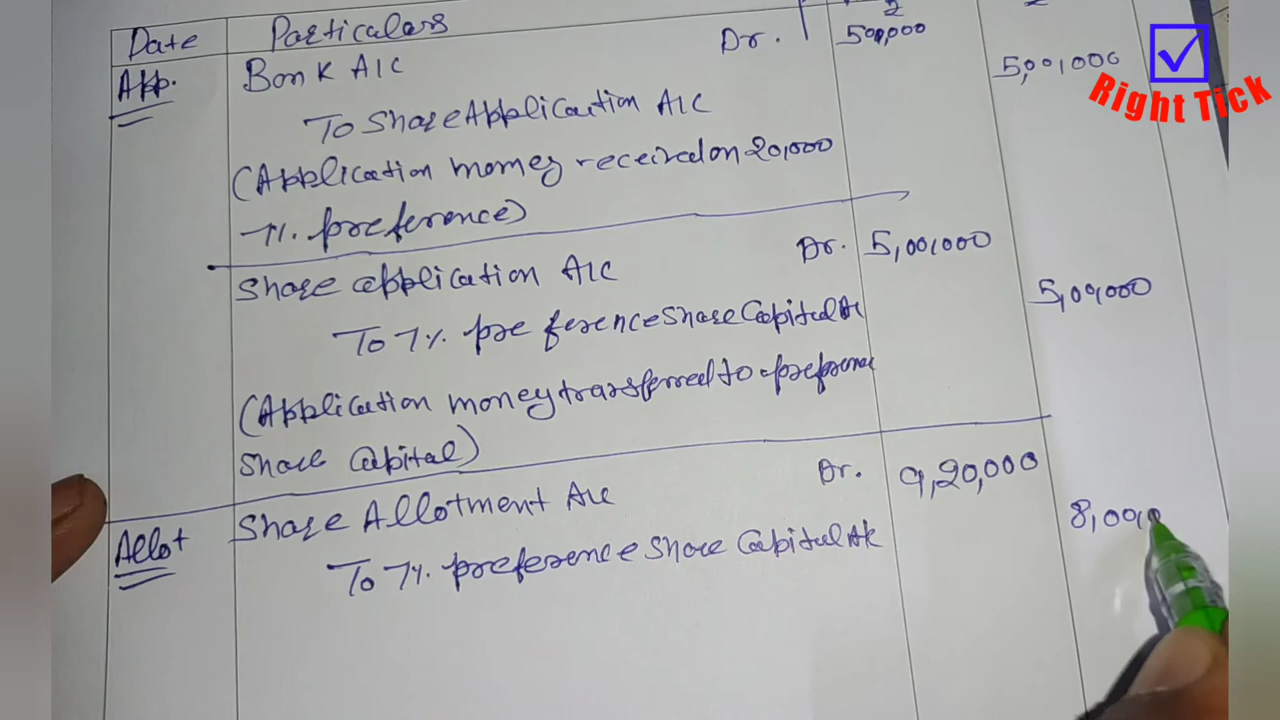 Date Particulars
App. Bank A/c Dr. 500,000
5,00,000
To Share Application A/c
(Application money received on 20,000
7%. preference)
Share application A/c Dr. 5,00,000
To 7% preference Share Capital A/c 5,00,000
(Application money transferred to preference
Share Capital)
Allot Share Allotment A/c Dr. 9,20,000
To 7% preference Share Capital A/c 8,00,0
Right Tick